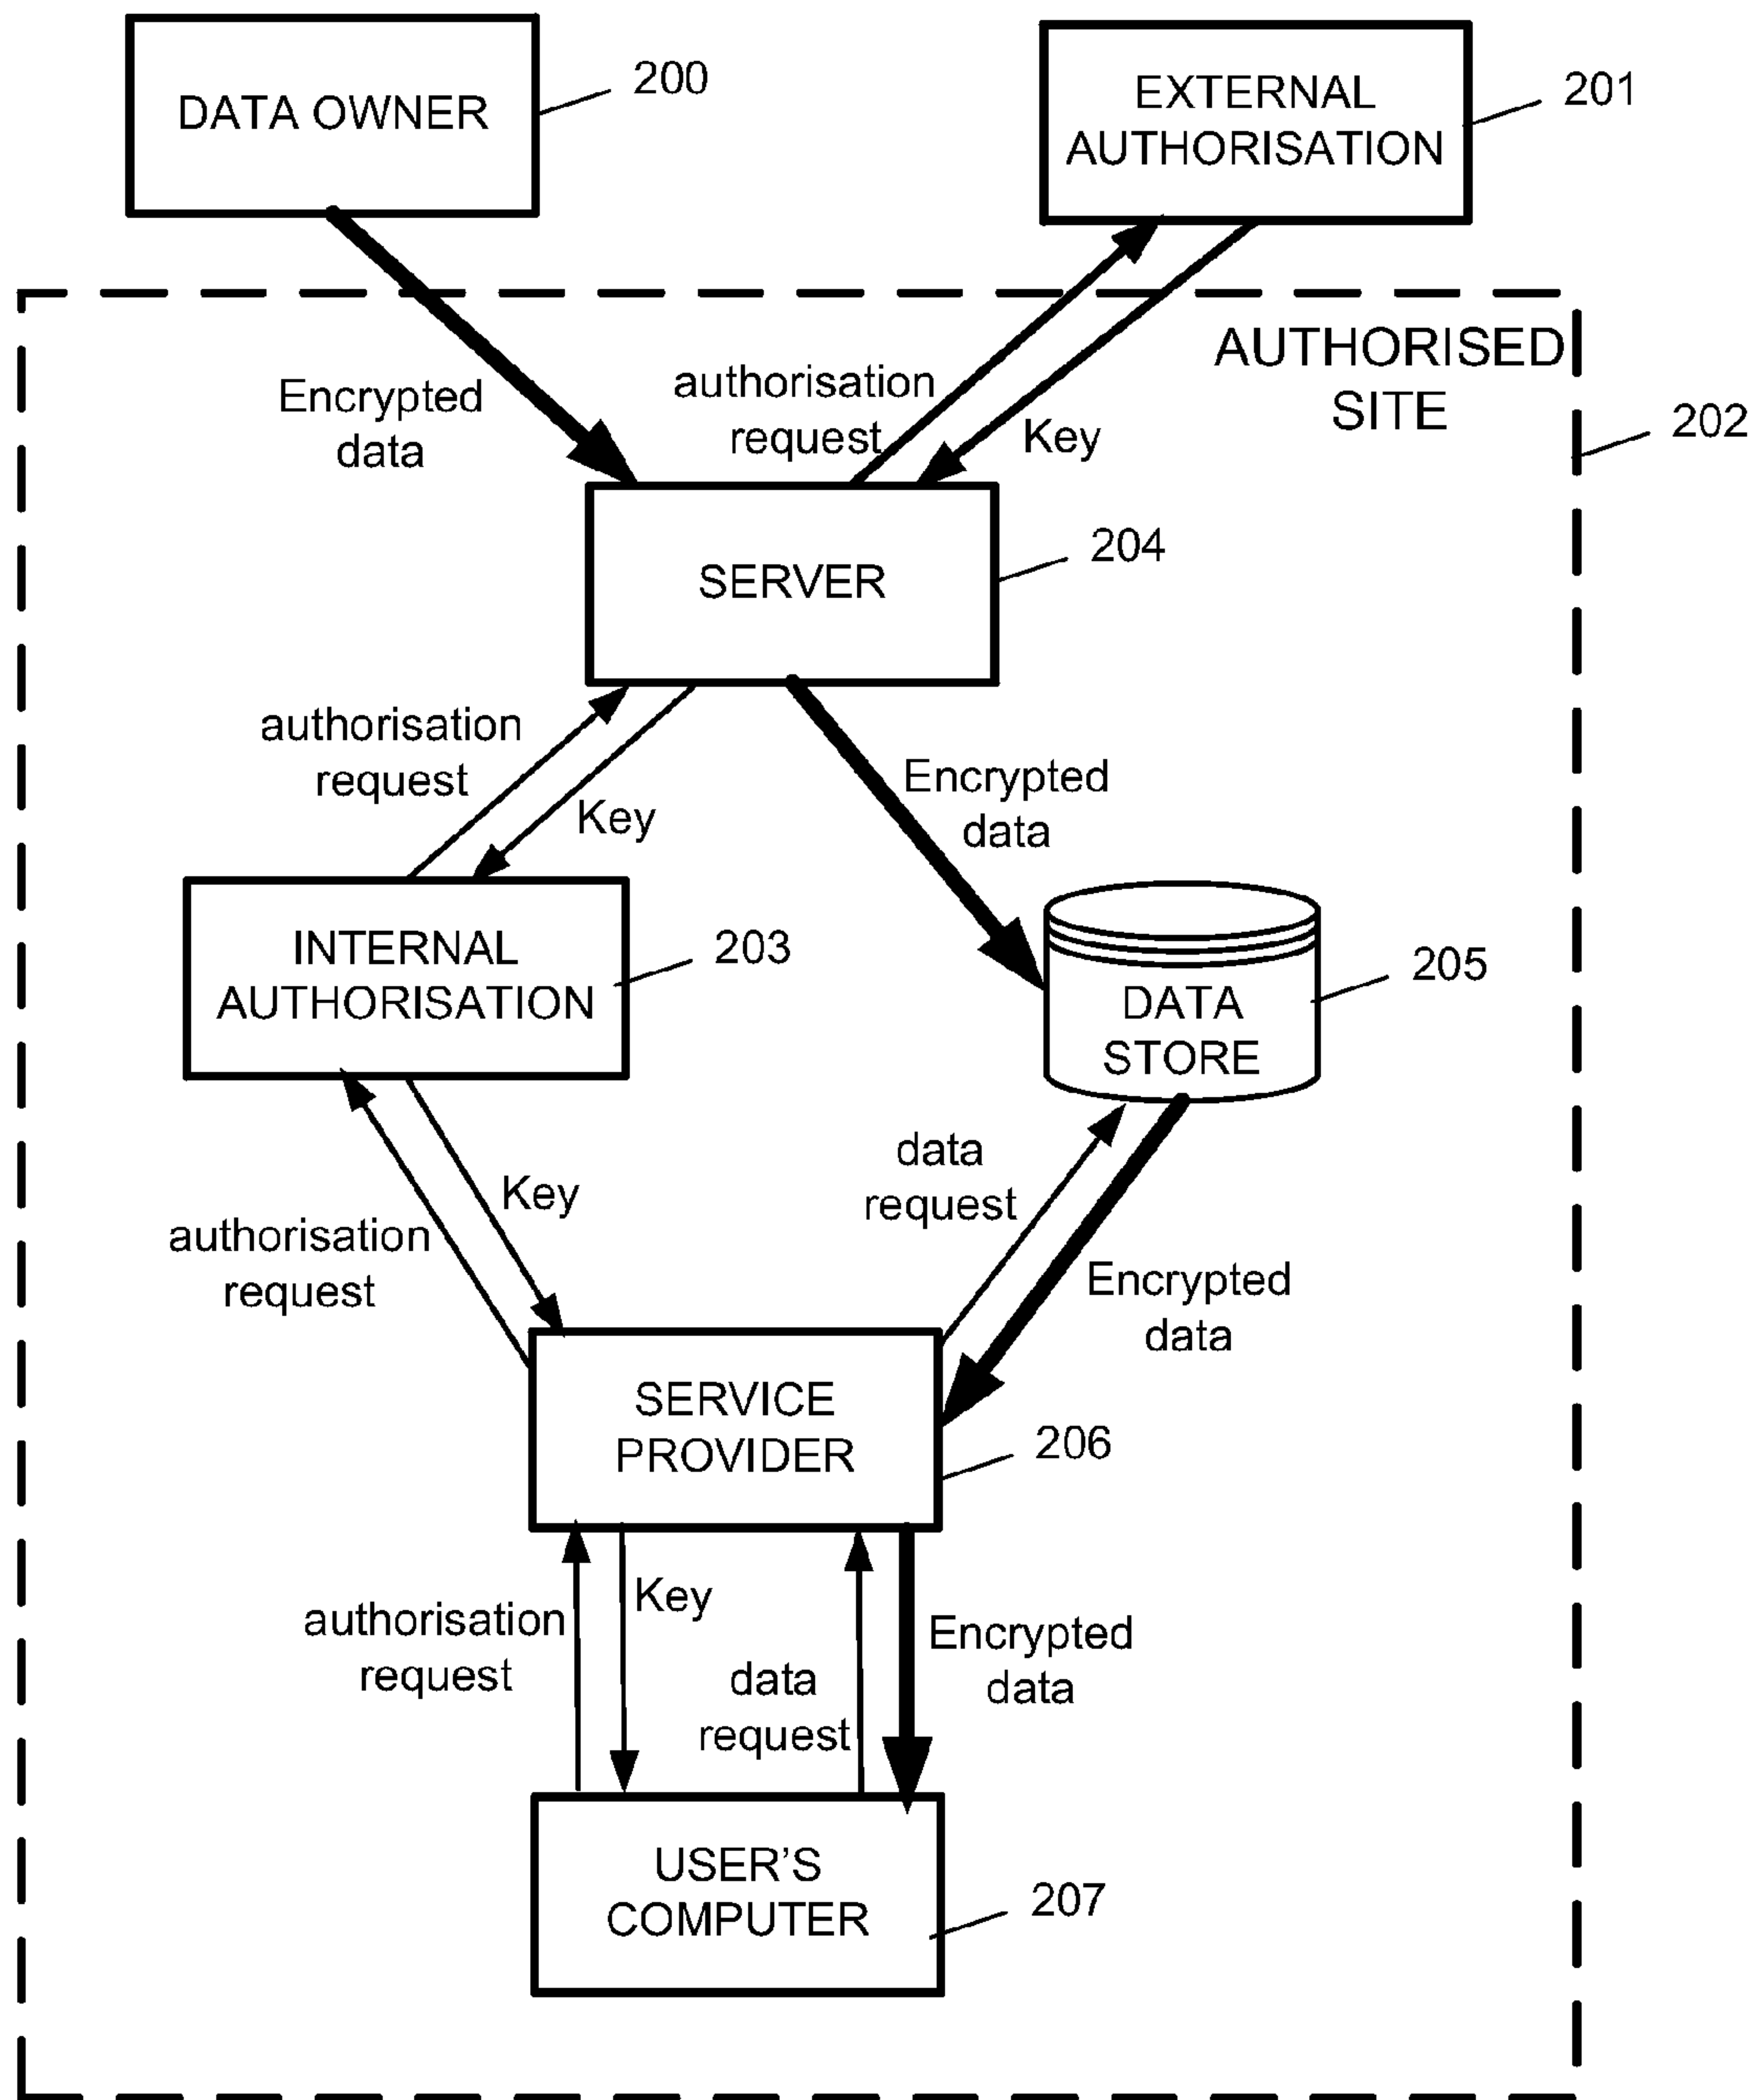 DATA OWNER
200
EXTERNAL
AUTHORISATION
201
AUTHORISED
SITE
202
Encrypted
data
authorisation
request
Key
SERVER
204
authorisation
request
Key
Encrypted
data
INTERNAL
AUTHORISATION
203
DATA
STORE
205
authorisation
request
Key
data
request
Encrypted
data
SERVICE
PROVIDER
206
authorisation
request
Key
data
request
Encrypted
data
USER'S
COMPUTER
207